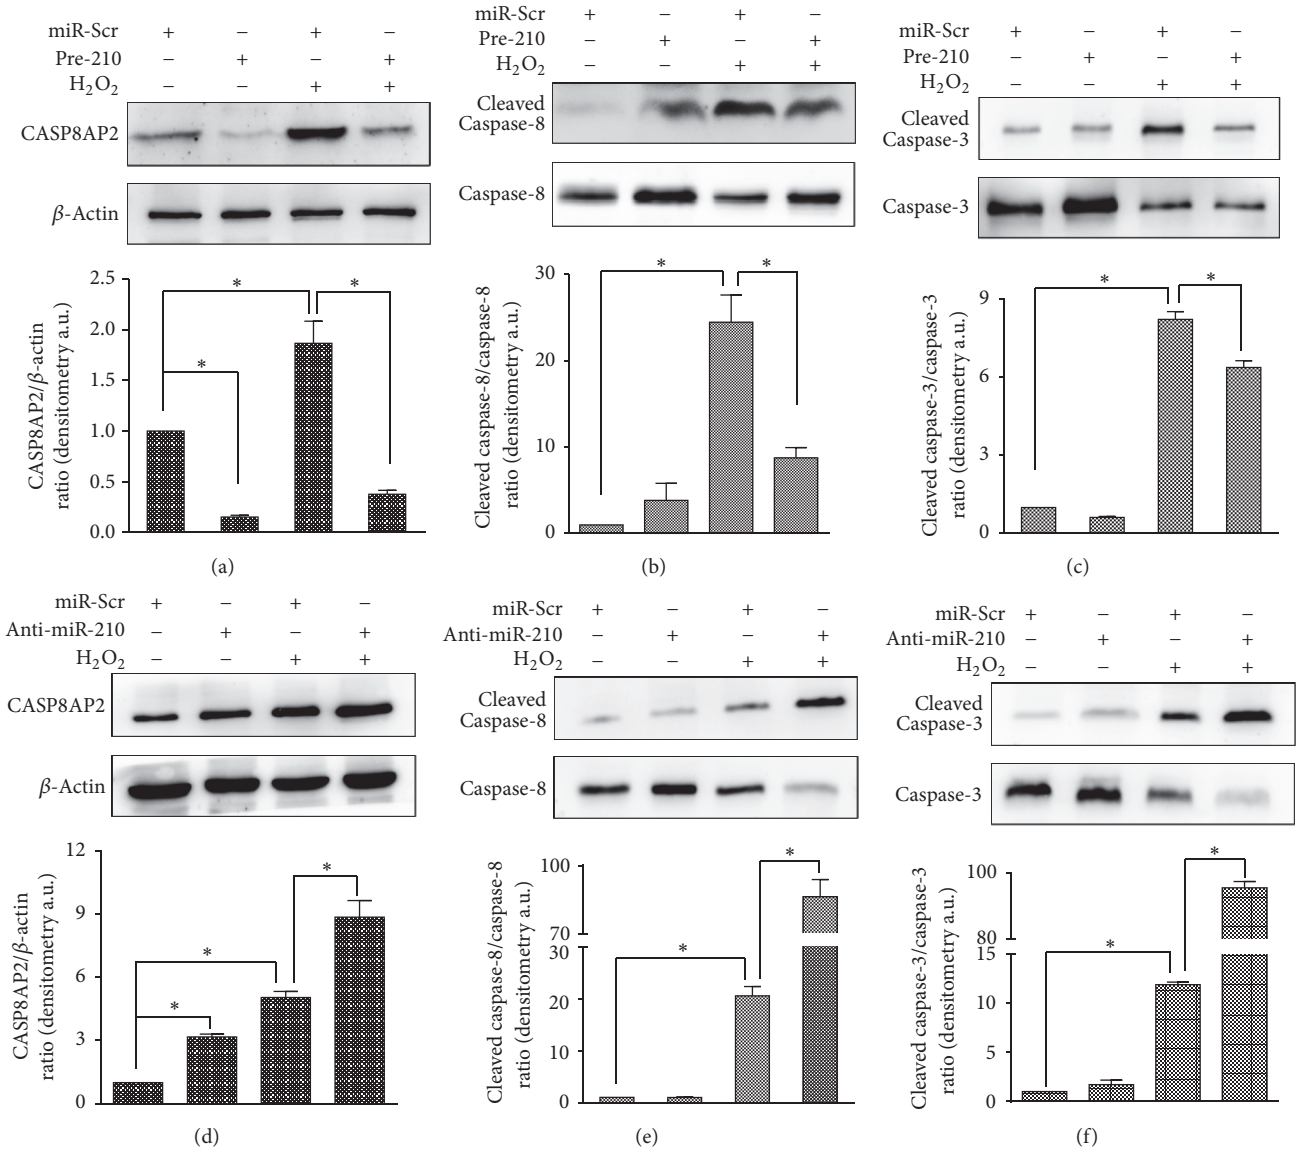 miR-Scr + − + −
Pre-210 − + − +
H₂O₂ − − + +
CASP8AP2
β-Actin
CASP8AP2/β-actin
ratio (densitometry a.u.)
2.5
2.0
1.5
1.0
0.5
0.0
* * *
(a)
miR-Scr + − + −
Pre-210 − + − +
H₂O₂ − − + +
Cleaved
Caspase-8
Caspase-8
Cleaved caspase-8/caspase-8
ratio (densitometry a.u.)
30
20
10
0
* *
(b)
miR-Scr + − + −
Pre-210 − + − +
H₂O₂ − − + +
Cleaved
Caspase-3
Caspase-3
Cleaved caspase-3/caspase-3
ratio (densitometry a.u.)
9
6
3
0
* *
(c)
miR-Scr + − + −
Anti-miR-210 − + − +
H₂O₂ − − + +
CASP8AP2
β-Actin
CASP8AP2/β-actin
ratio (densitometry a.u.)
12
9
6
3
0
* * *
(d)
miR-Scr + − + −
Anti-miR-210 − + − +
H₂O₂ − − + +
Cleaved
Caspase-8
Caspase-8
Cleaved caspase-8/caspase-8
ratio (densitometry a.u.)
100
70
30
20
10
0
* *
(e)
miR-Scr + − + −
Anti-miR-210 − + − +
H₂O₂ − − + +
Cleaved
Caspase-3
Caspase-3
Cleaved caspase-3/caspase-3
ratio (densitometry a.u.)
100
80
15
10
5
0
* *
(f)